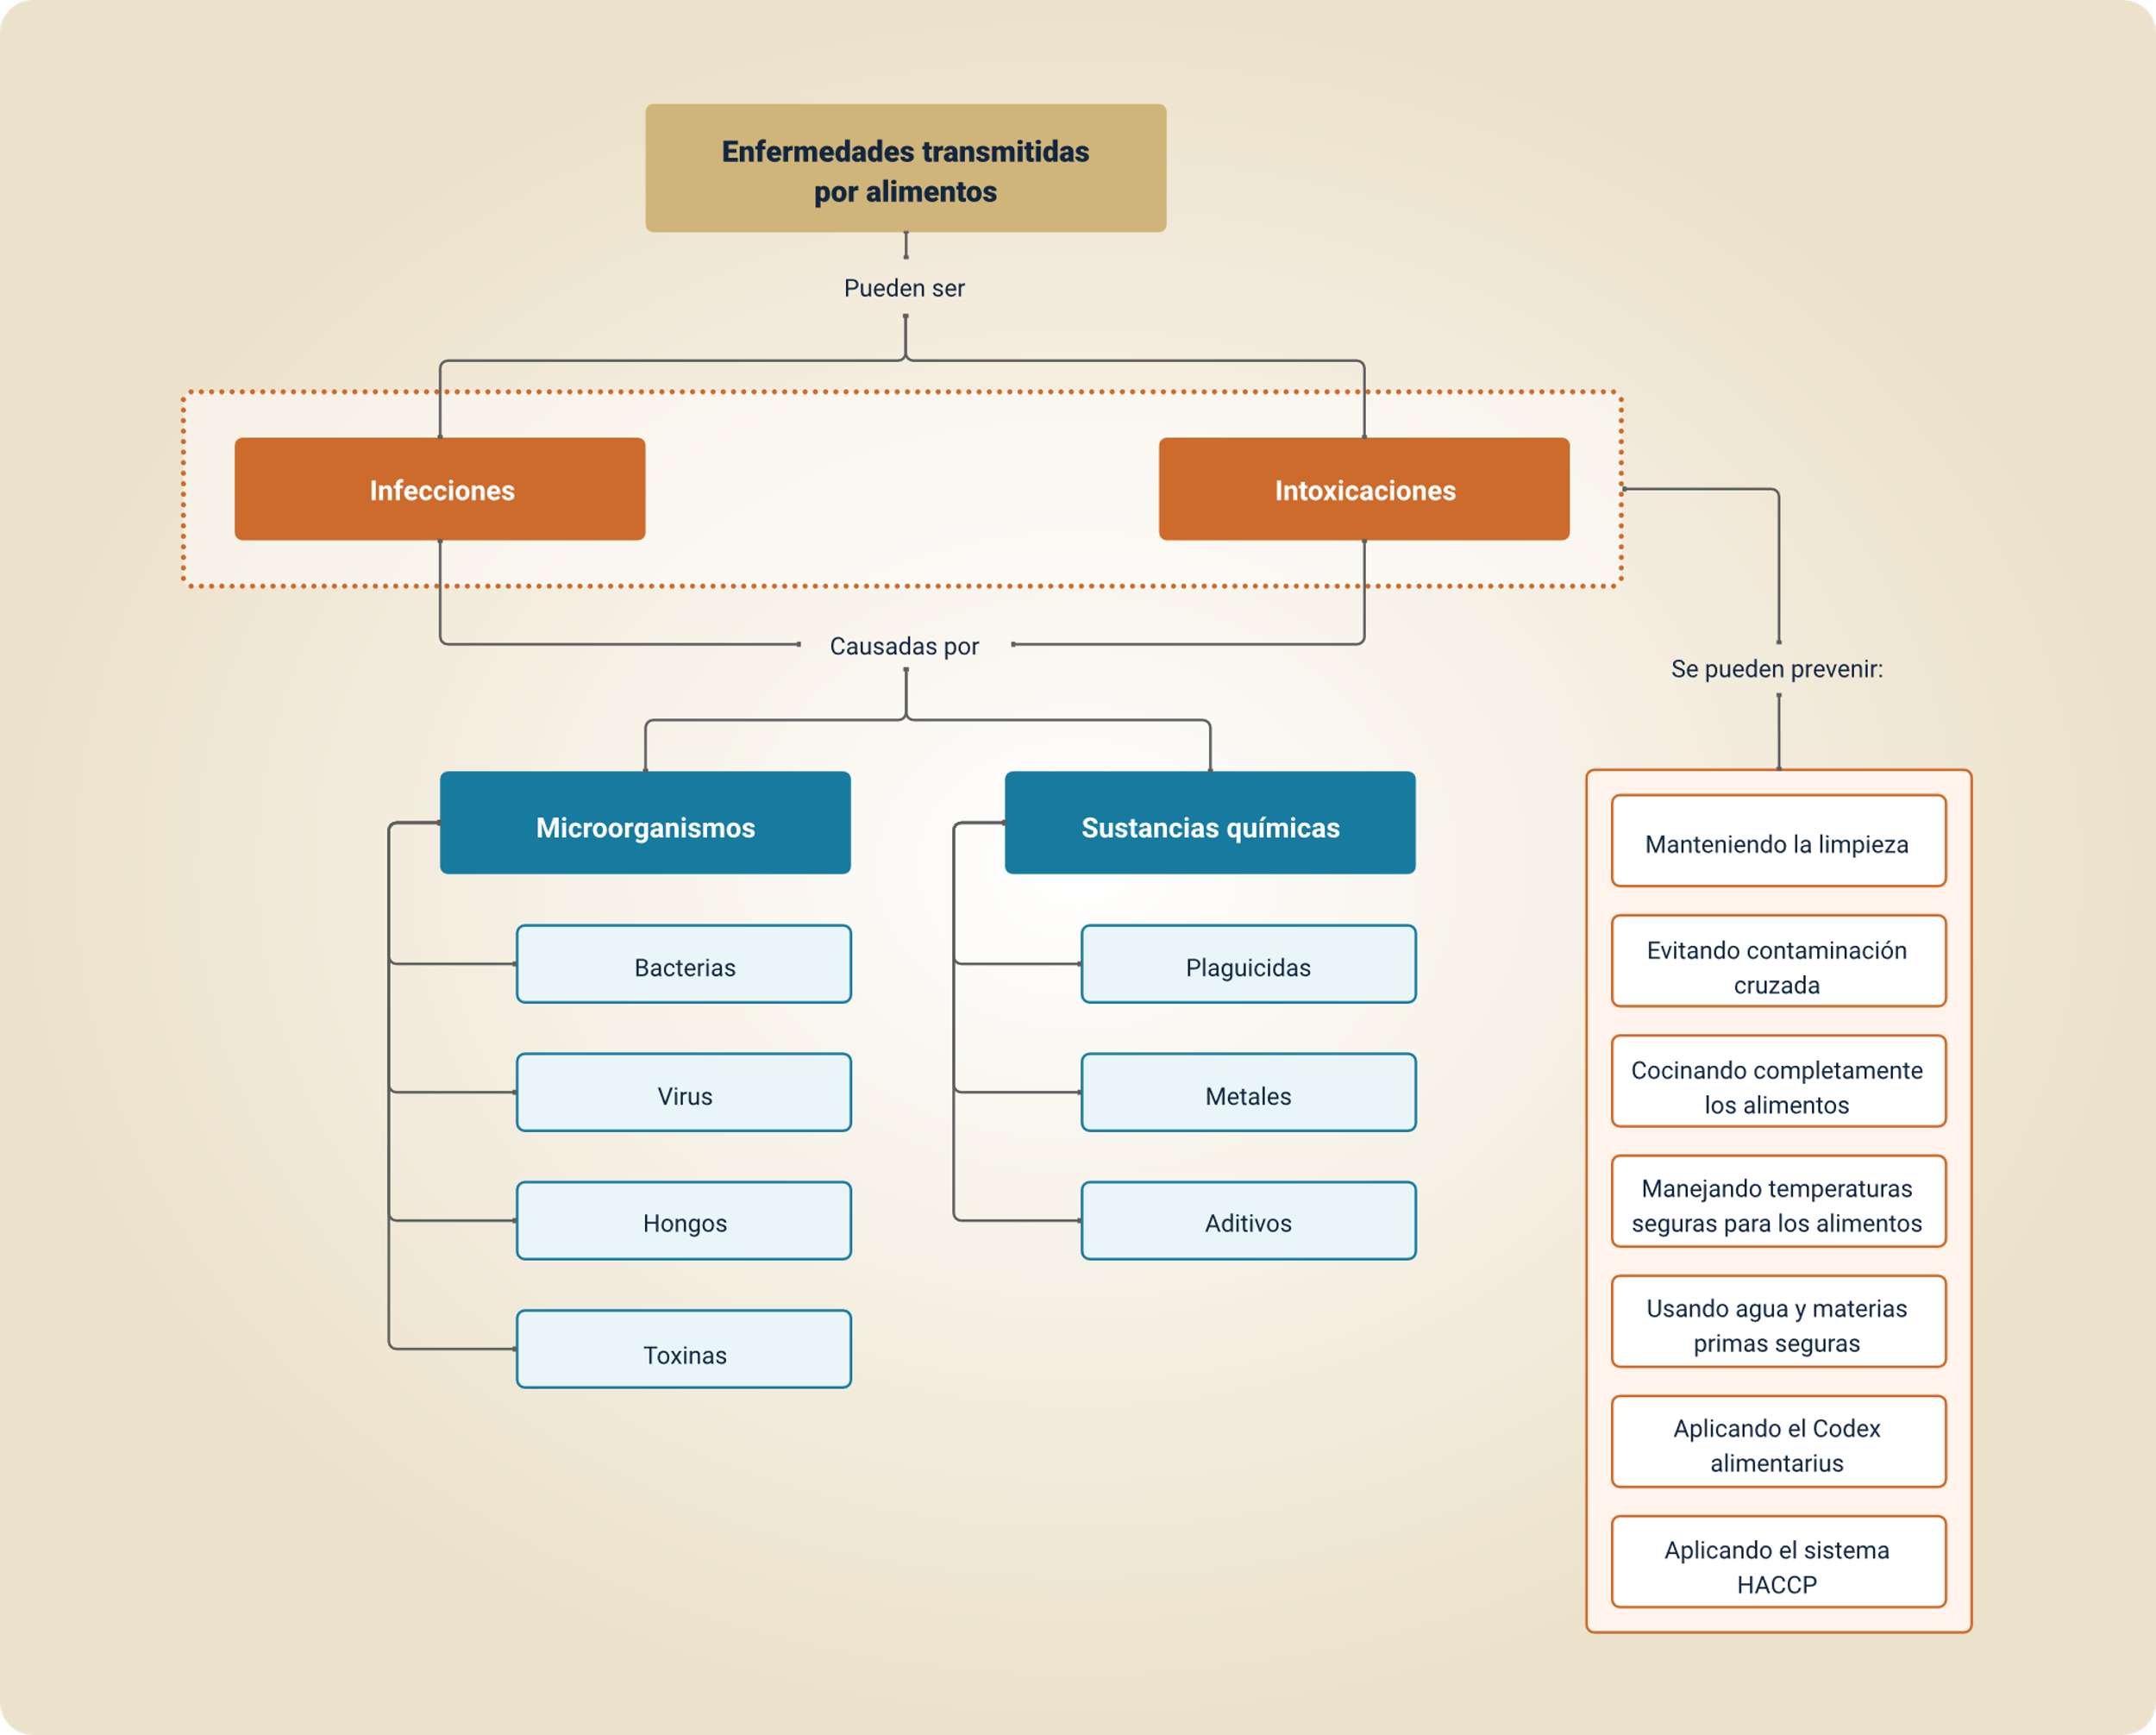 Enfermedades transmitidas
por alimentos
Pueden ser
Infecciones
Intoxicaciones
Causadas por
Se pueden prevenir:
Microorganismos
Bacterias
Virus
Hongos
Toxinas
Sustancias químicas
Plaguicidas
Metales
Aditivos
Manteniendo la limpieza
Evitando contaminación
cruzada
Cocinando completamente
los alimentos
Manejando temperaturas
seguras para los alimentos
Usando agua y materias
primas seguras
Aplicando el Codex
alimentarius
Aplicando el sistema
HACCP